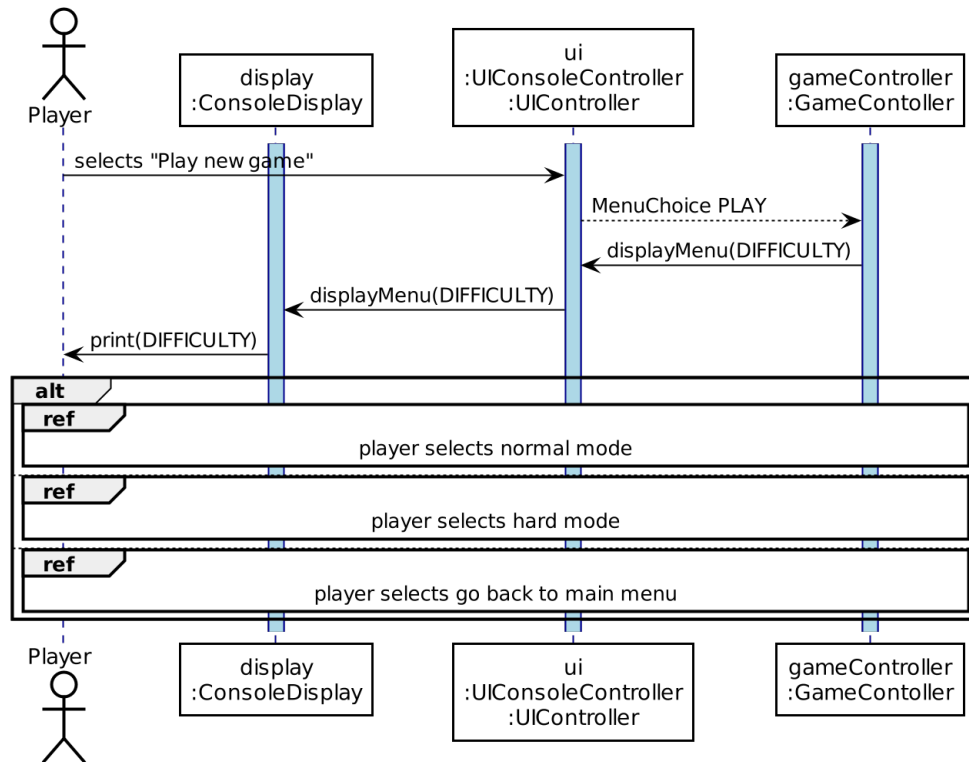 Player
display
:ConsoleDisplay
ui
:UIConsoleController
:UIController
gameController
:GameContoller
selects "Play new game"
MenuChoice PLAY
displayMenu(DIFFICULTY)
displayMenu(DIFFICULTY)
print(DIFFICULTY)
alt
ref
player selects normal mode
ref
player selects hard mode
ref
player selects go back to main menu
Player
display
:ConsoleDisplay
ui
:UIConsoleController
:UIController
gameController
:GameContoller